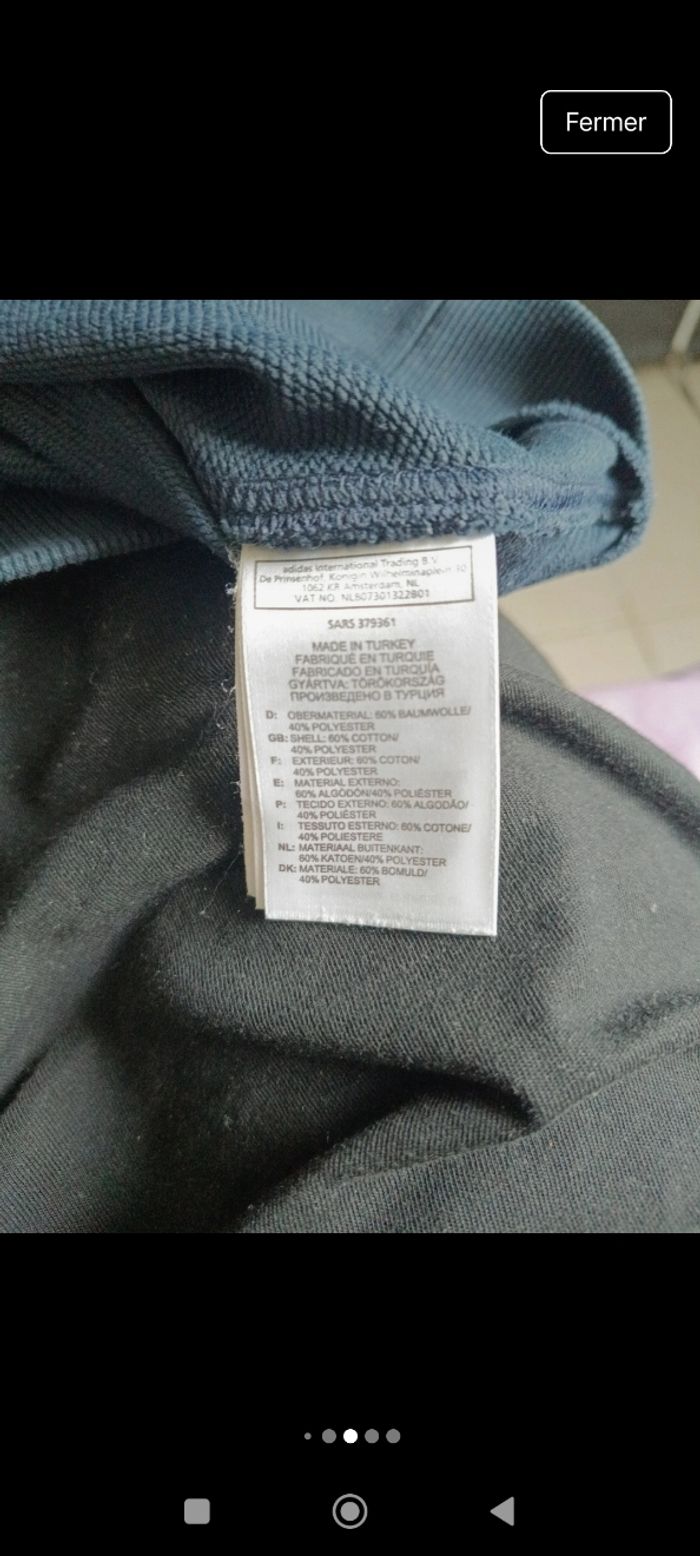 Fermer
adidas International Trading B.V.
De Prinsenhof, Koningin Wilhelminaplein 30
1062 KR Amsterdam, NL
VAT NO. NL807301322B01
SARS 379361
MADE IN TURKEY
FABRIQUÉ EN TURQUIE
FABRICADO EN TURQUÍA
GYÁRTVA: TÖRÖKORSZÁG
ПРОИЗВЕДЕНО В ТУРЦИЯ
D: OBERMATERIAL: 60% BAUMWOLLE/
40% POLYESTER
GB: SHELL: 60% COTTON/
40% POLYESTER
F: EXTERIEUR: 60% COTON/
40% POLYESTER
E: MATERIAL EXTERNO:
60% ALGODÓN/40% POLIÉSTER
P: TECIDO EXTERNO: 60% ALGODÃO/
40% POLIÉSTER
I: TESSUTO ESTERNO: 60% COTONE/
40% POLIESTERE
NL: MATERIAAL BUITENKANT:
60% KATOEN/40% POLYESTER
DK: MATERIALE: 60% BOMULD/
40% POLYESTER